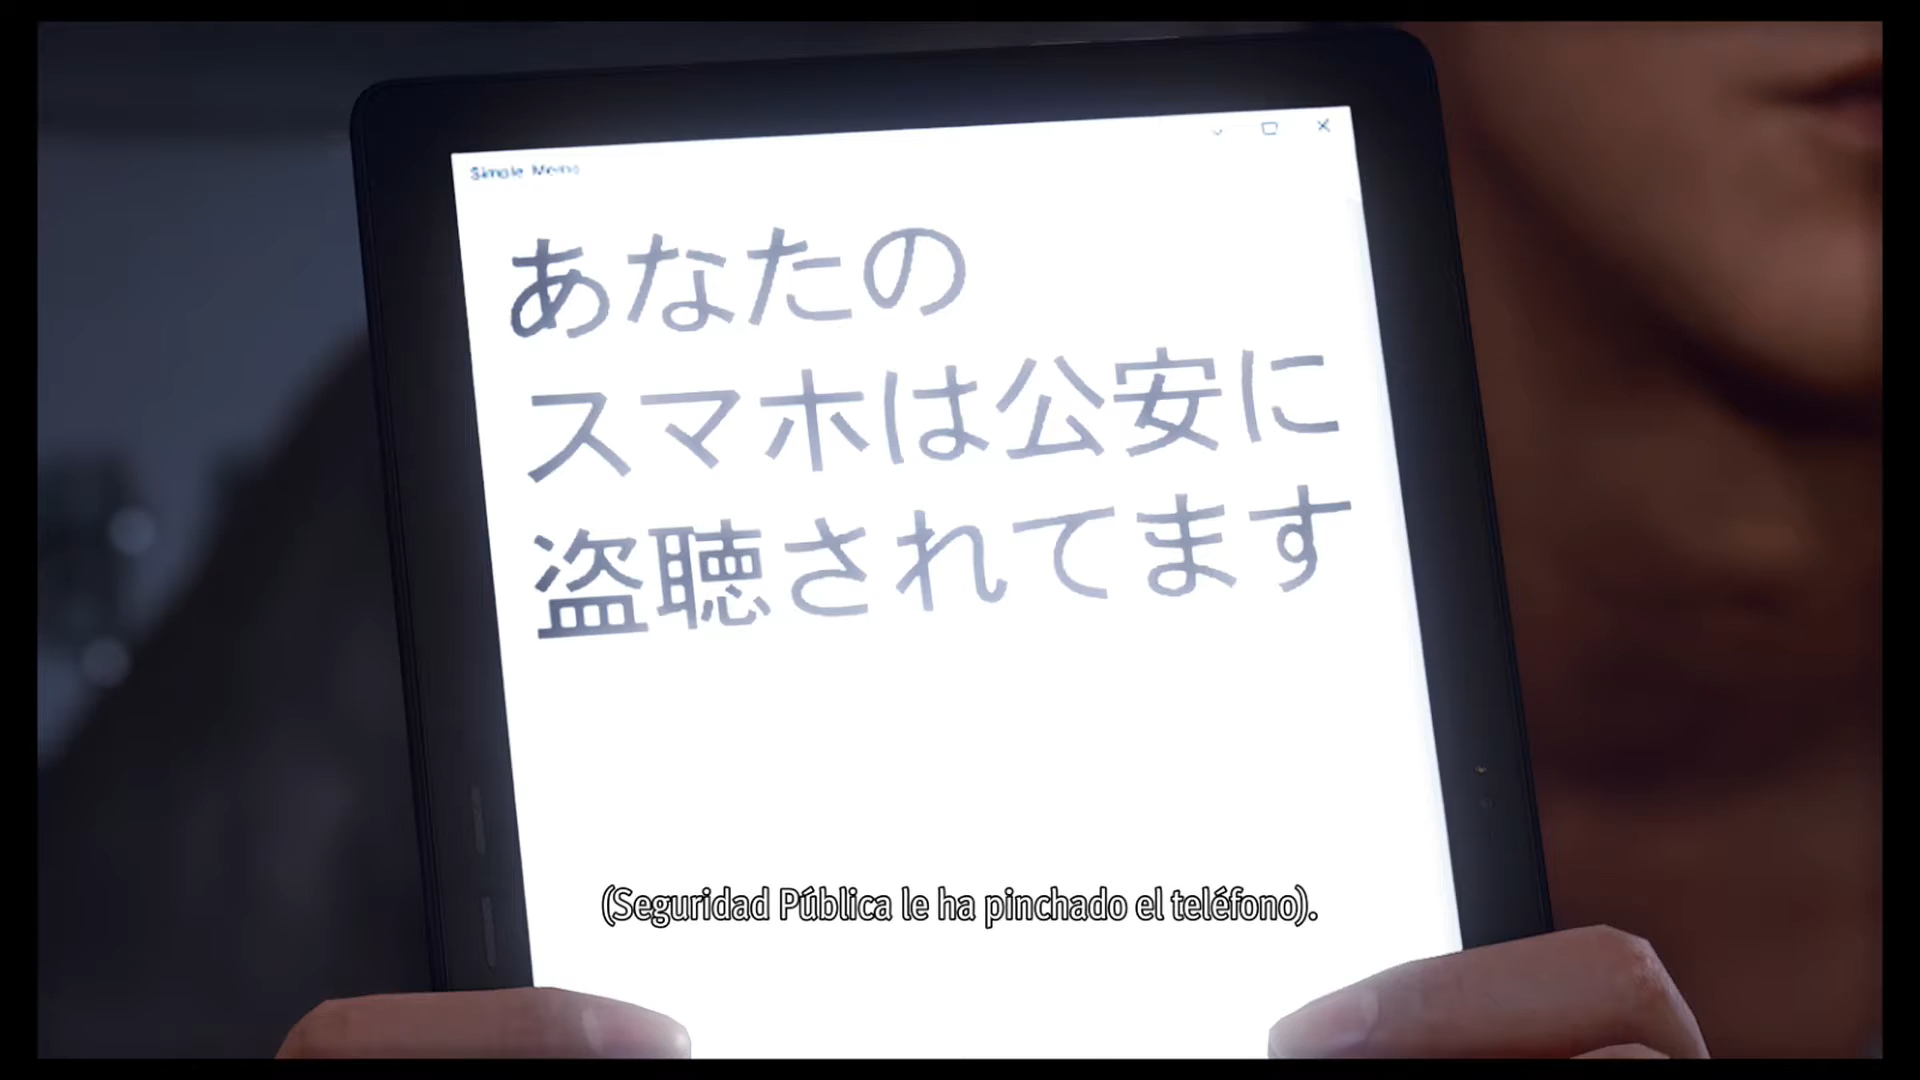 Simple Memo
あなたの
スマホは公安に
盗聴されてます
(Seguridad Pública le ha pinchado el teléfono).